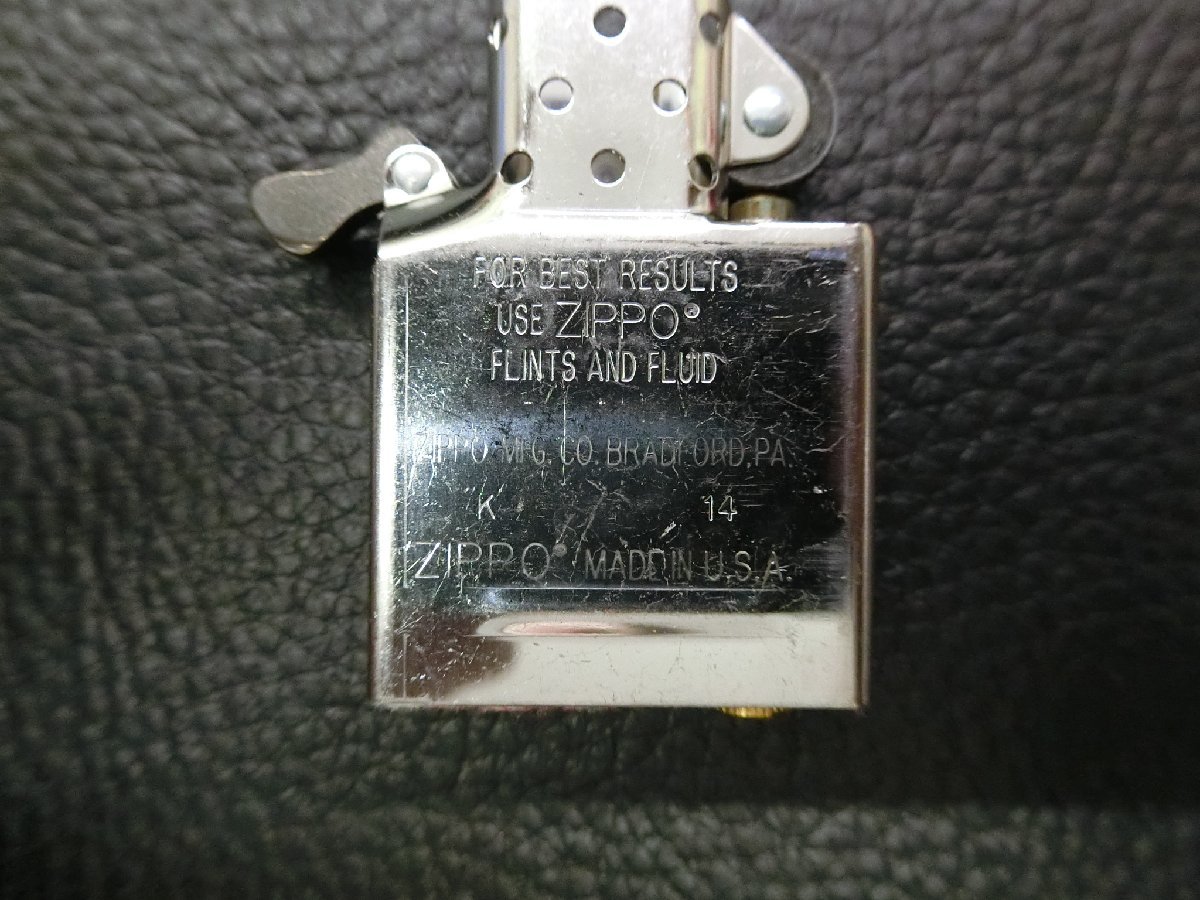 FOR BEST RESULTS
USE ZIPPO®
FLINTS AND FLUID
ZIPPO MFG. CO. BRADFORD, PA.
K 14
ZIPPO® MADE IN U.S.A.